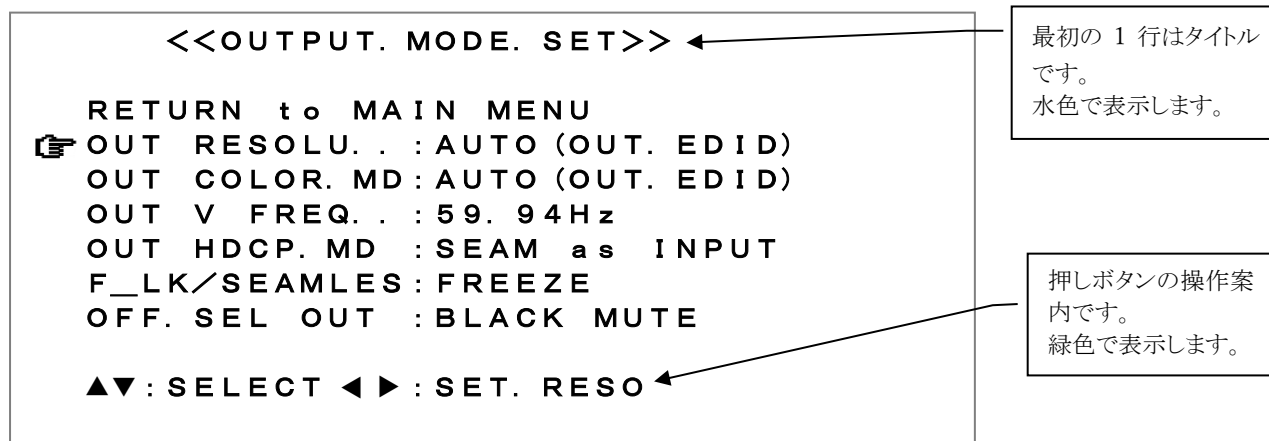 <<OUTPUT. MODE. SET>>
RETURN to MAIN MENU
☞OUT RESOLU. . :AUTO (OUT. EDID)
OUT COLOR. MD:AUTO (OUT. EDID)
OUT V FREQ. . :59. 94Hz
OUT HDCP. MD :SEAM as INPUT
F_LK/SEAMLES:FREEZE
OFF. SEL OUT :BLACK MUTE
▲▼:SELECT ◀▶:SET. RESO
最初の 1 行はタイトル
です。
水色で表示します。
押しボタンの操作案
内です。
緑色で表示します。